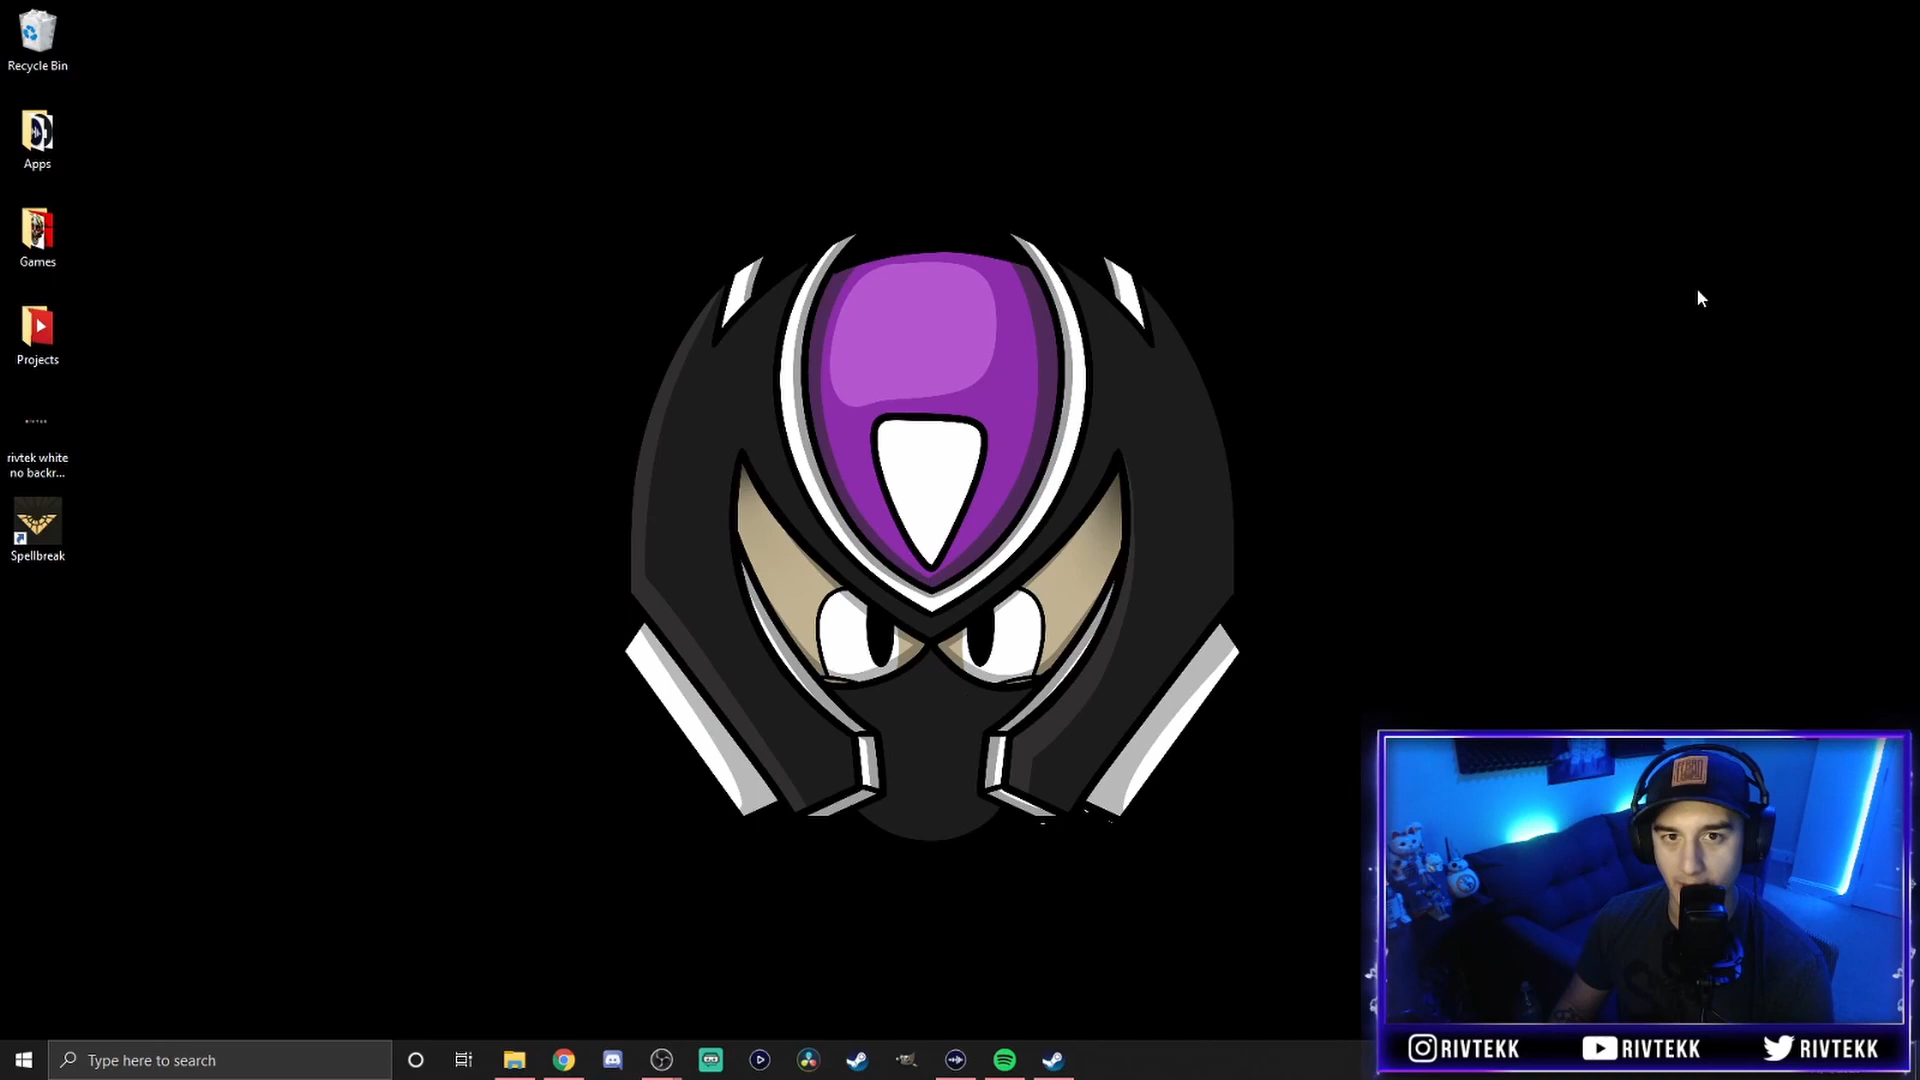 Recycle Bin
Apps
Games
Projects
rivtek white
no backr...
Spellbreak
Type here to search
RIVTEKK
RIVTEKK
RIVTEKK